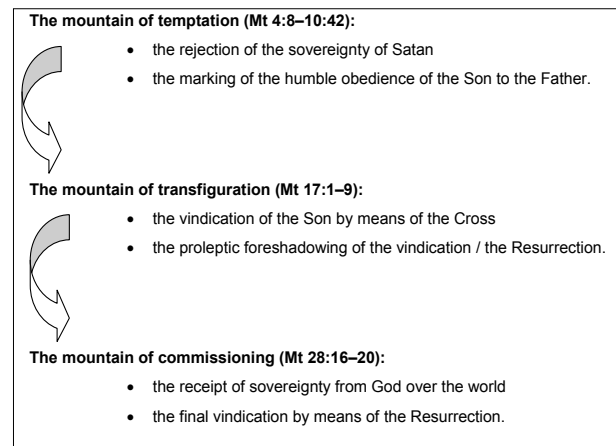 The mountain of temptation (Mt 4:8–10:42):
• the rejection of the sovereignty of Satan
• the marking of the humble obedience of the Son to the Father.
The mountain of transfiguration (Mt 17:1–9):
• the vindication of the Son by means of the Cross
• the proleptic foreshadowing of the vindication / the Resurrection.
The mountain of commissioning (Mt 28:16–20):
• the receipt of sovereignty from God over the world
• the final vindication by means of the Resurrection.